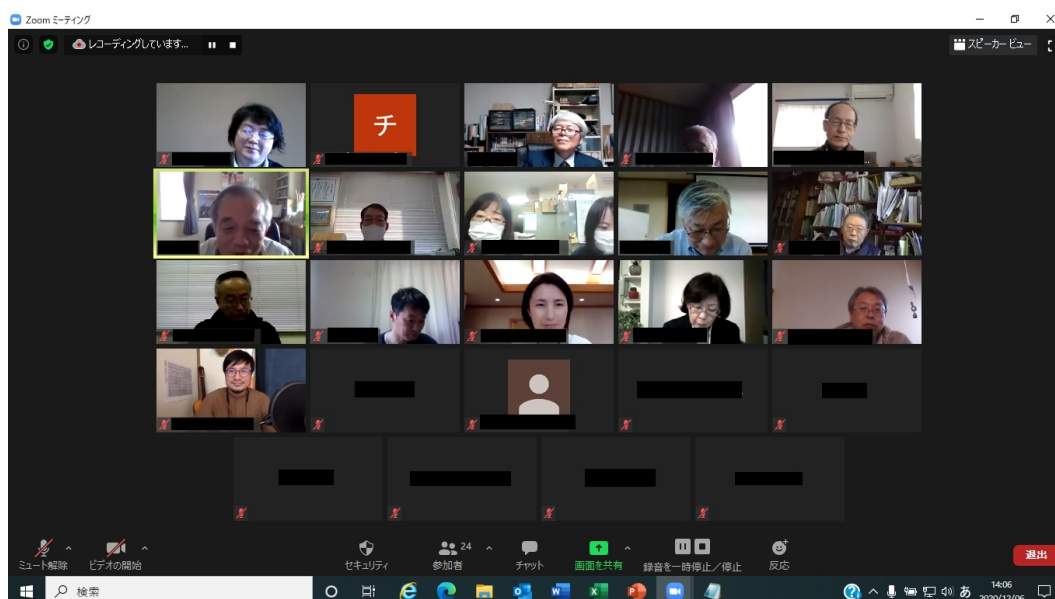 Zoom ミーティング
レコーディングしています...
スピーカー ビュー
チ
ミュート解除
ビデオの開始
セキュリティ
参加者
24
チャット
画面を共有
録音を一時停止/停止
反応
退出
検索
あ
14:06
2020/12/06